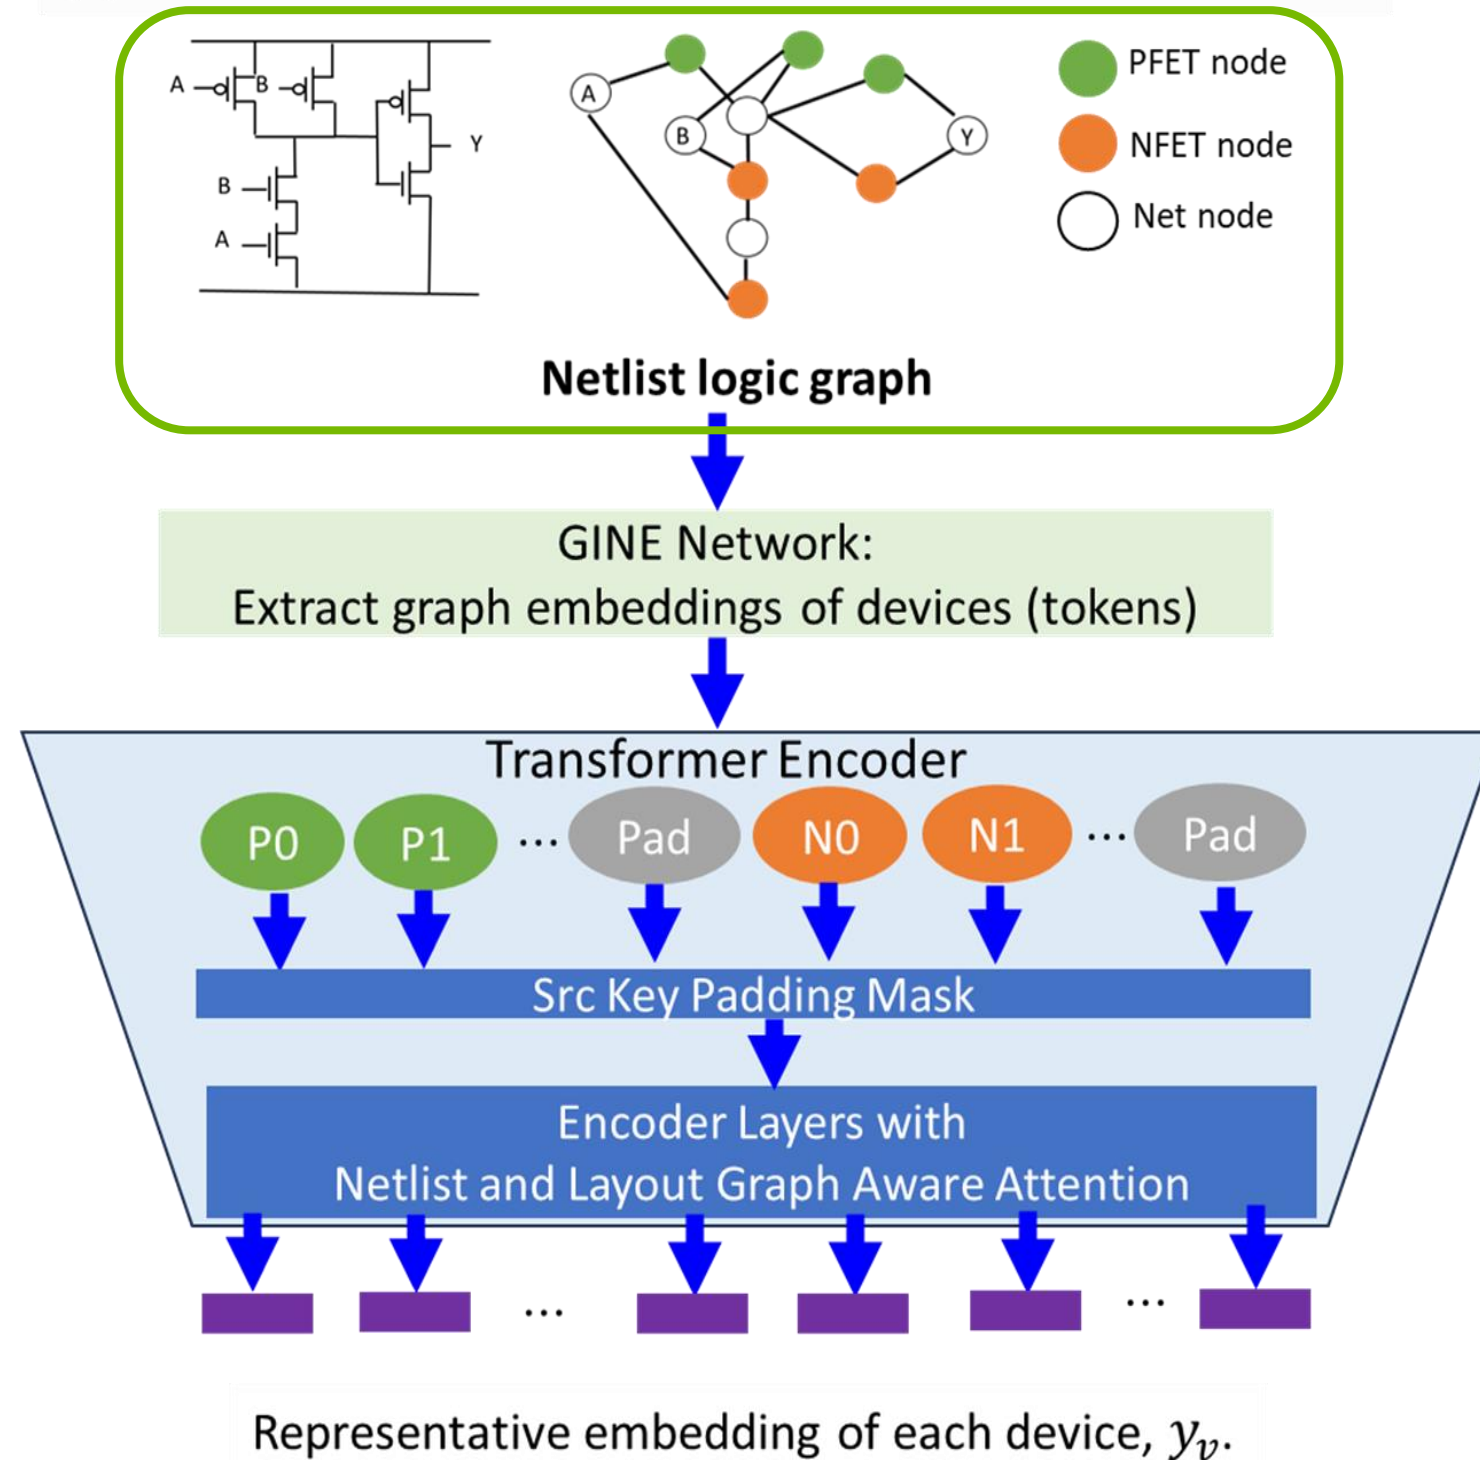 A
B
Y
B
A
A
B
Y
PFET node
NFET node
Net node
Netlist logic graph
GINE Network:
Extract graph embeddings of devices (tokens)
Transformer Encoder
P0 P1 ... Pad N0 N1 ... Pad
Src Key Padding Mask
Encoder Layers with
Netlist and Layout Graph Aware Attention
... ...
Representative embedding of each device, y_v.